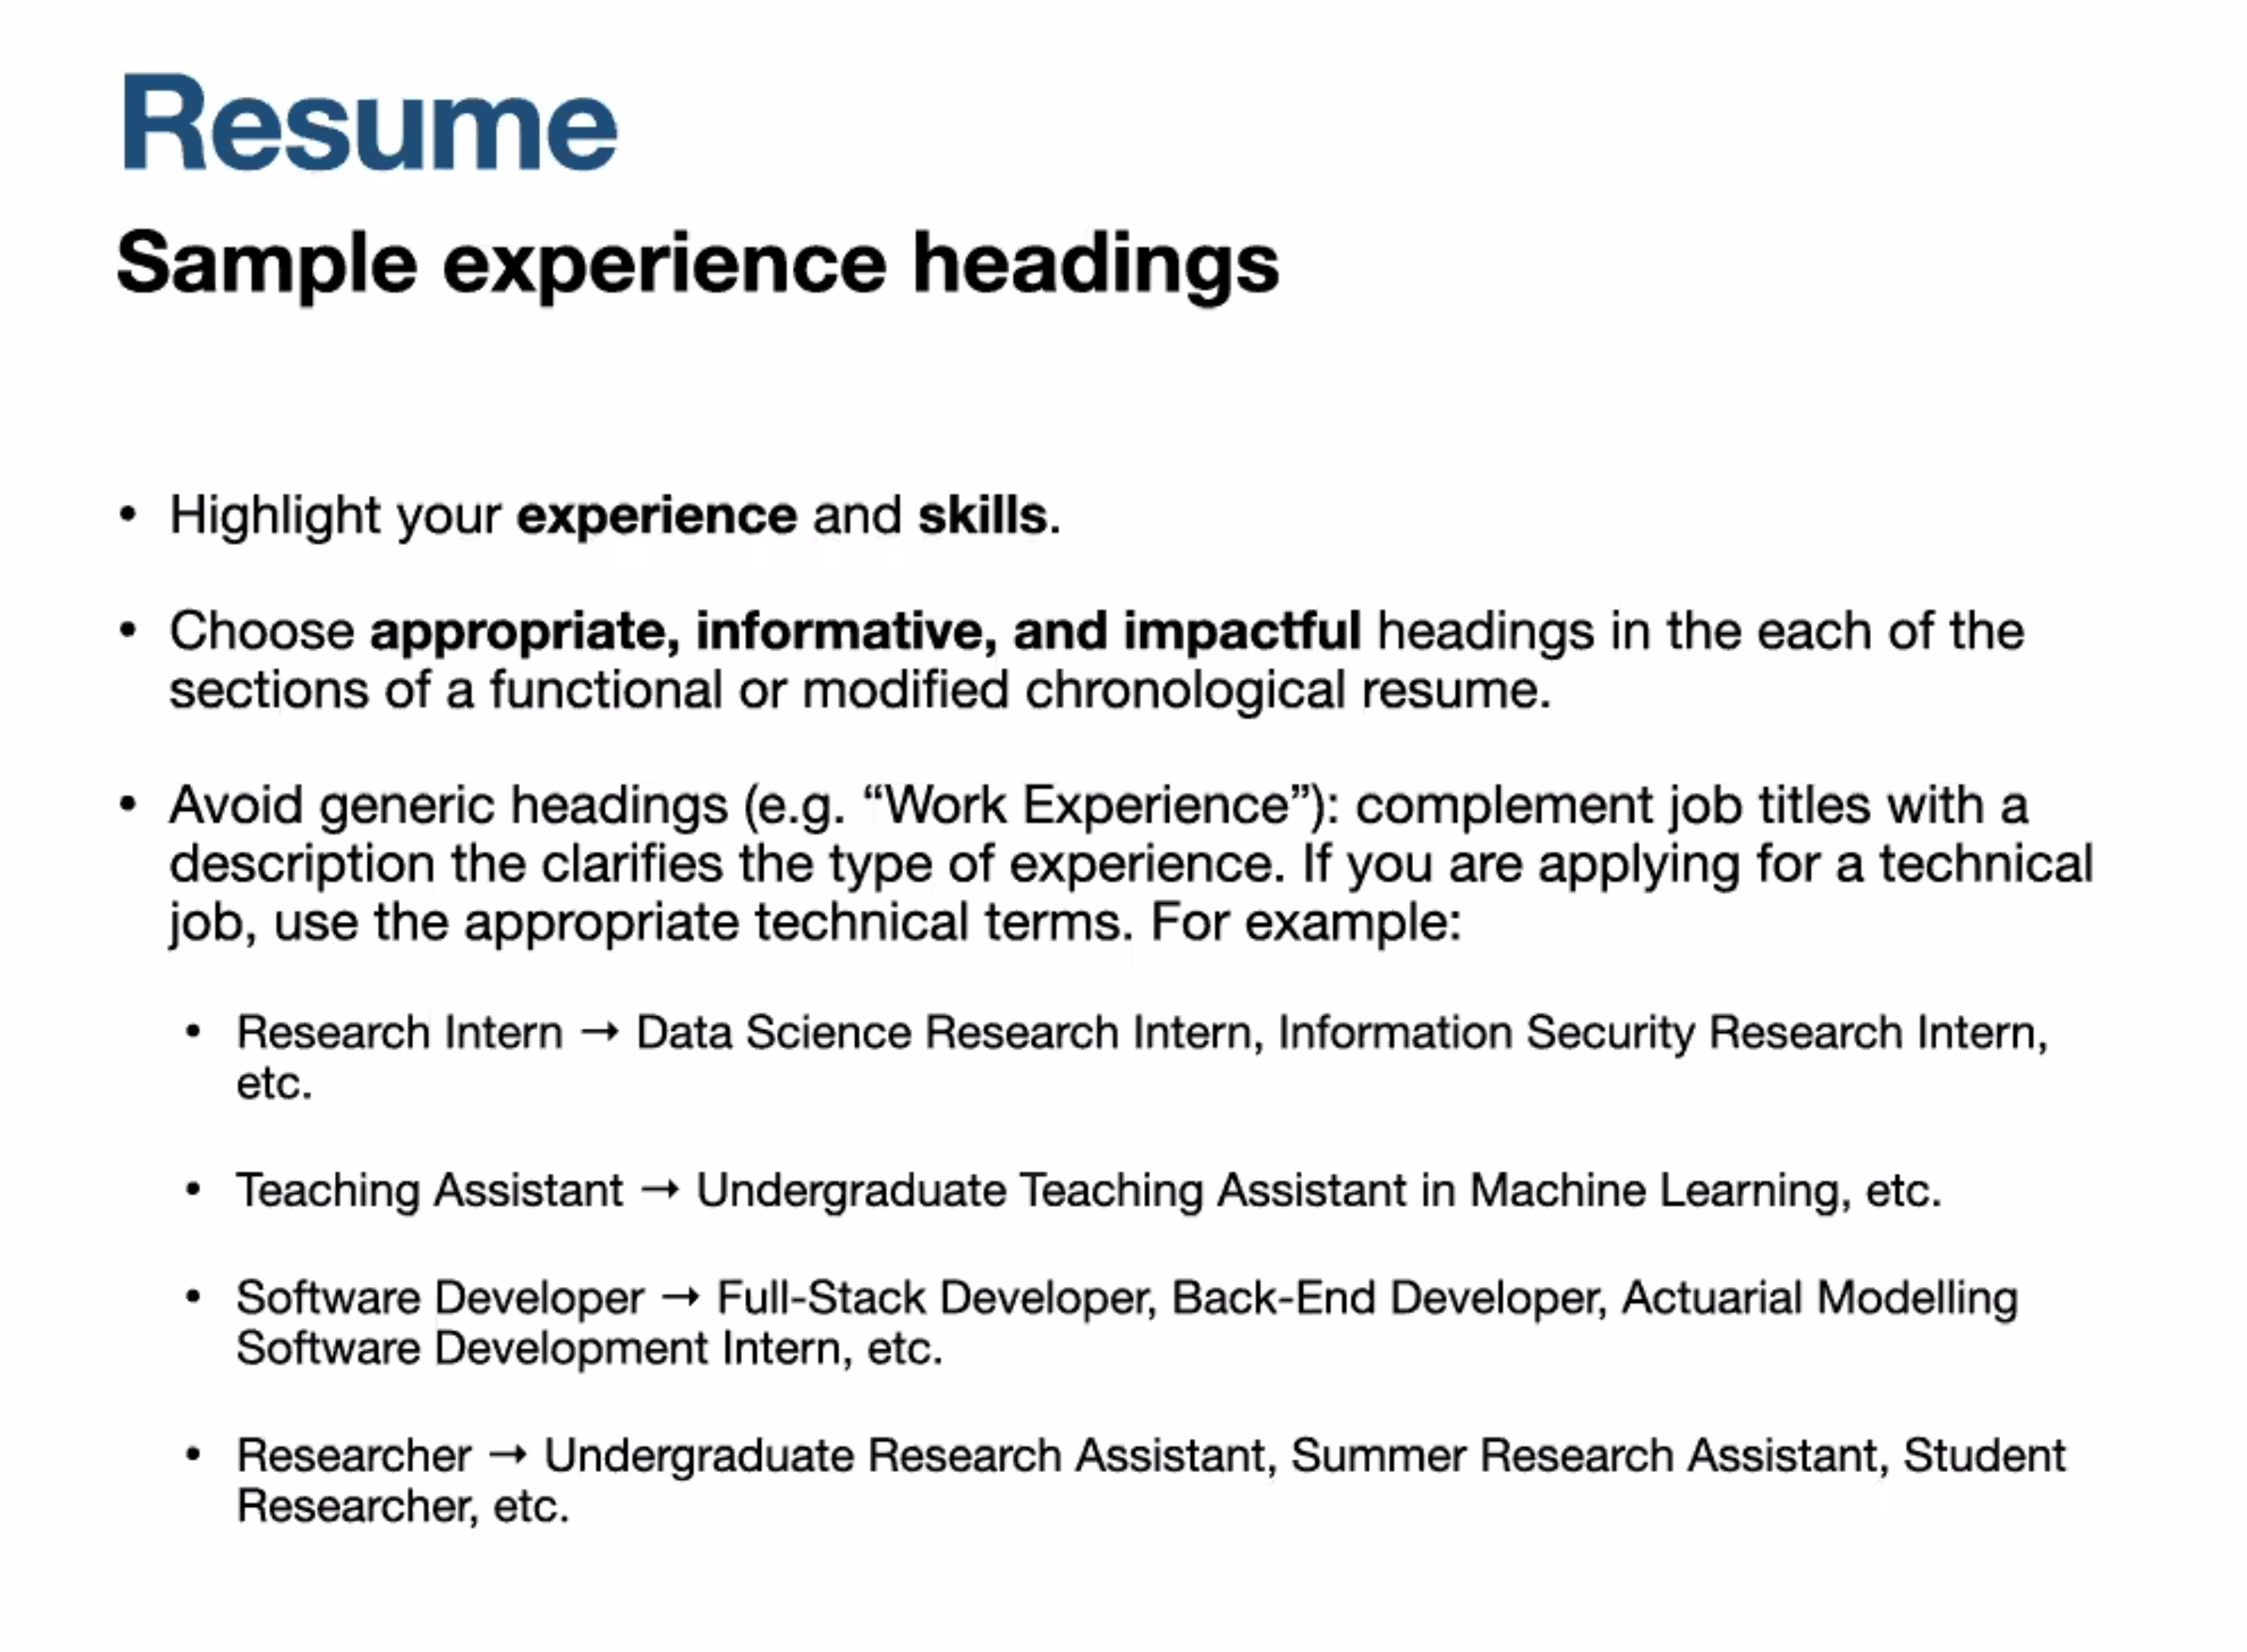 Resume
Sample experience headings
• Highlight your experience and skills.
• Choose appropriate, informative, and impactful headings in the each of the
sections of a functional or modified chronological resume.
• Avoid generic headings (e.g. “Work Experience”): complement job titles with a
description the clarifies the type of experience. If you are applying for a technical
job, use the appropriate technical terms. For example:
• Research Intern → Data Science Research Intern, Information Security Research Intern,
etc.
• Teaching Assistant → Undergraduate Teaching Assistant in Machine Learning, etc.
• Software Developer → Full-Stack Developer, Back-End Developer, Actuarial Modelling
Software Development Intern, etc.
• Researcher → Undergraduate Research Assistant, Summer Research Assistant, Student
Researcher, etc.